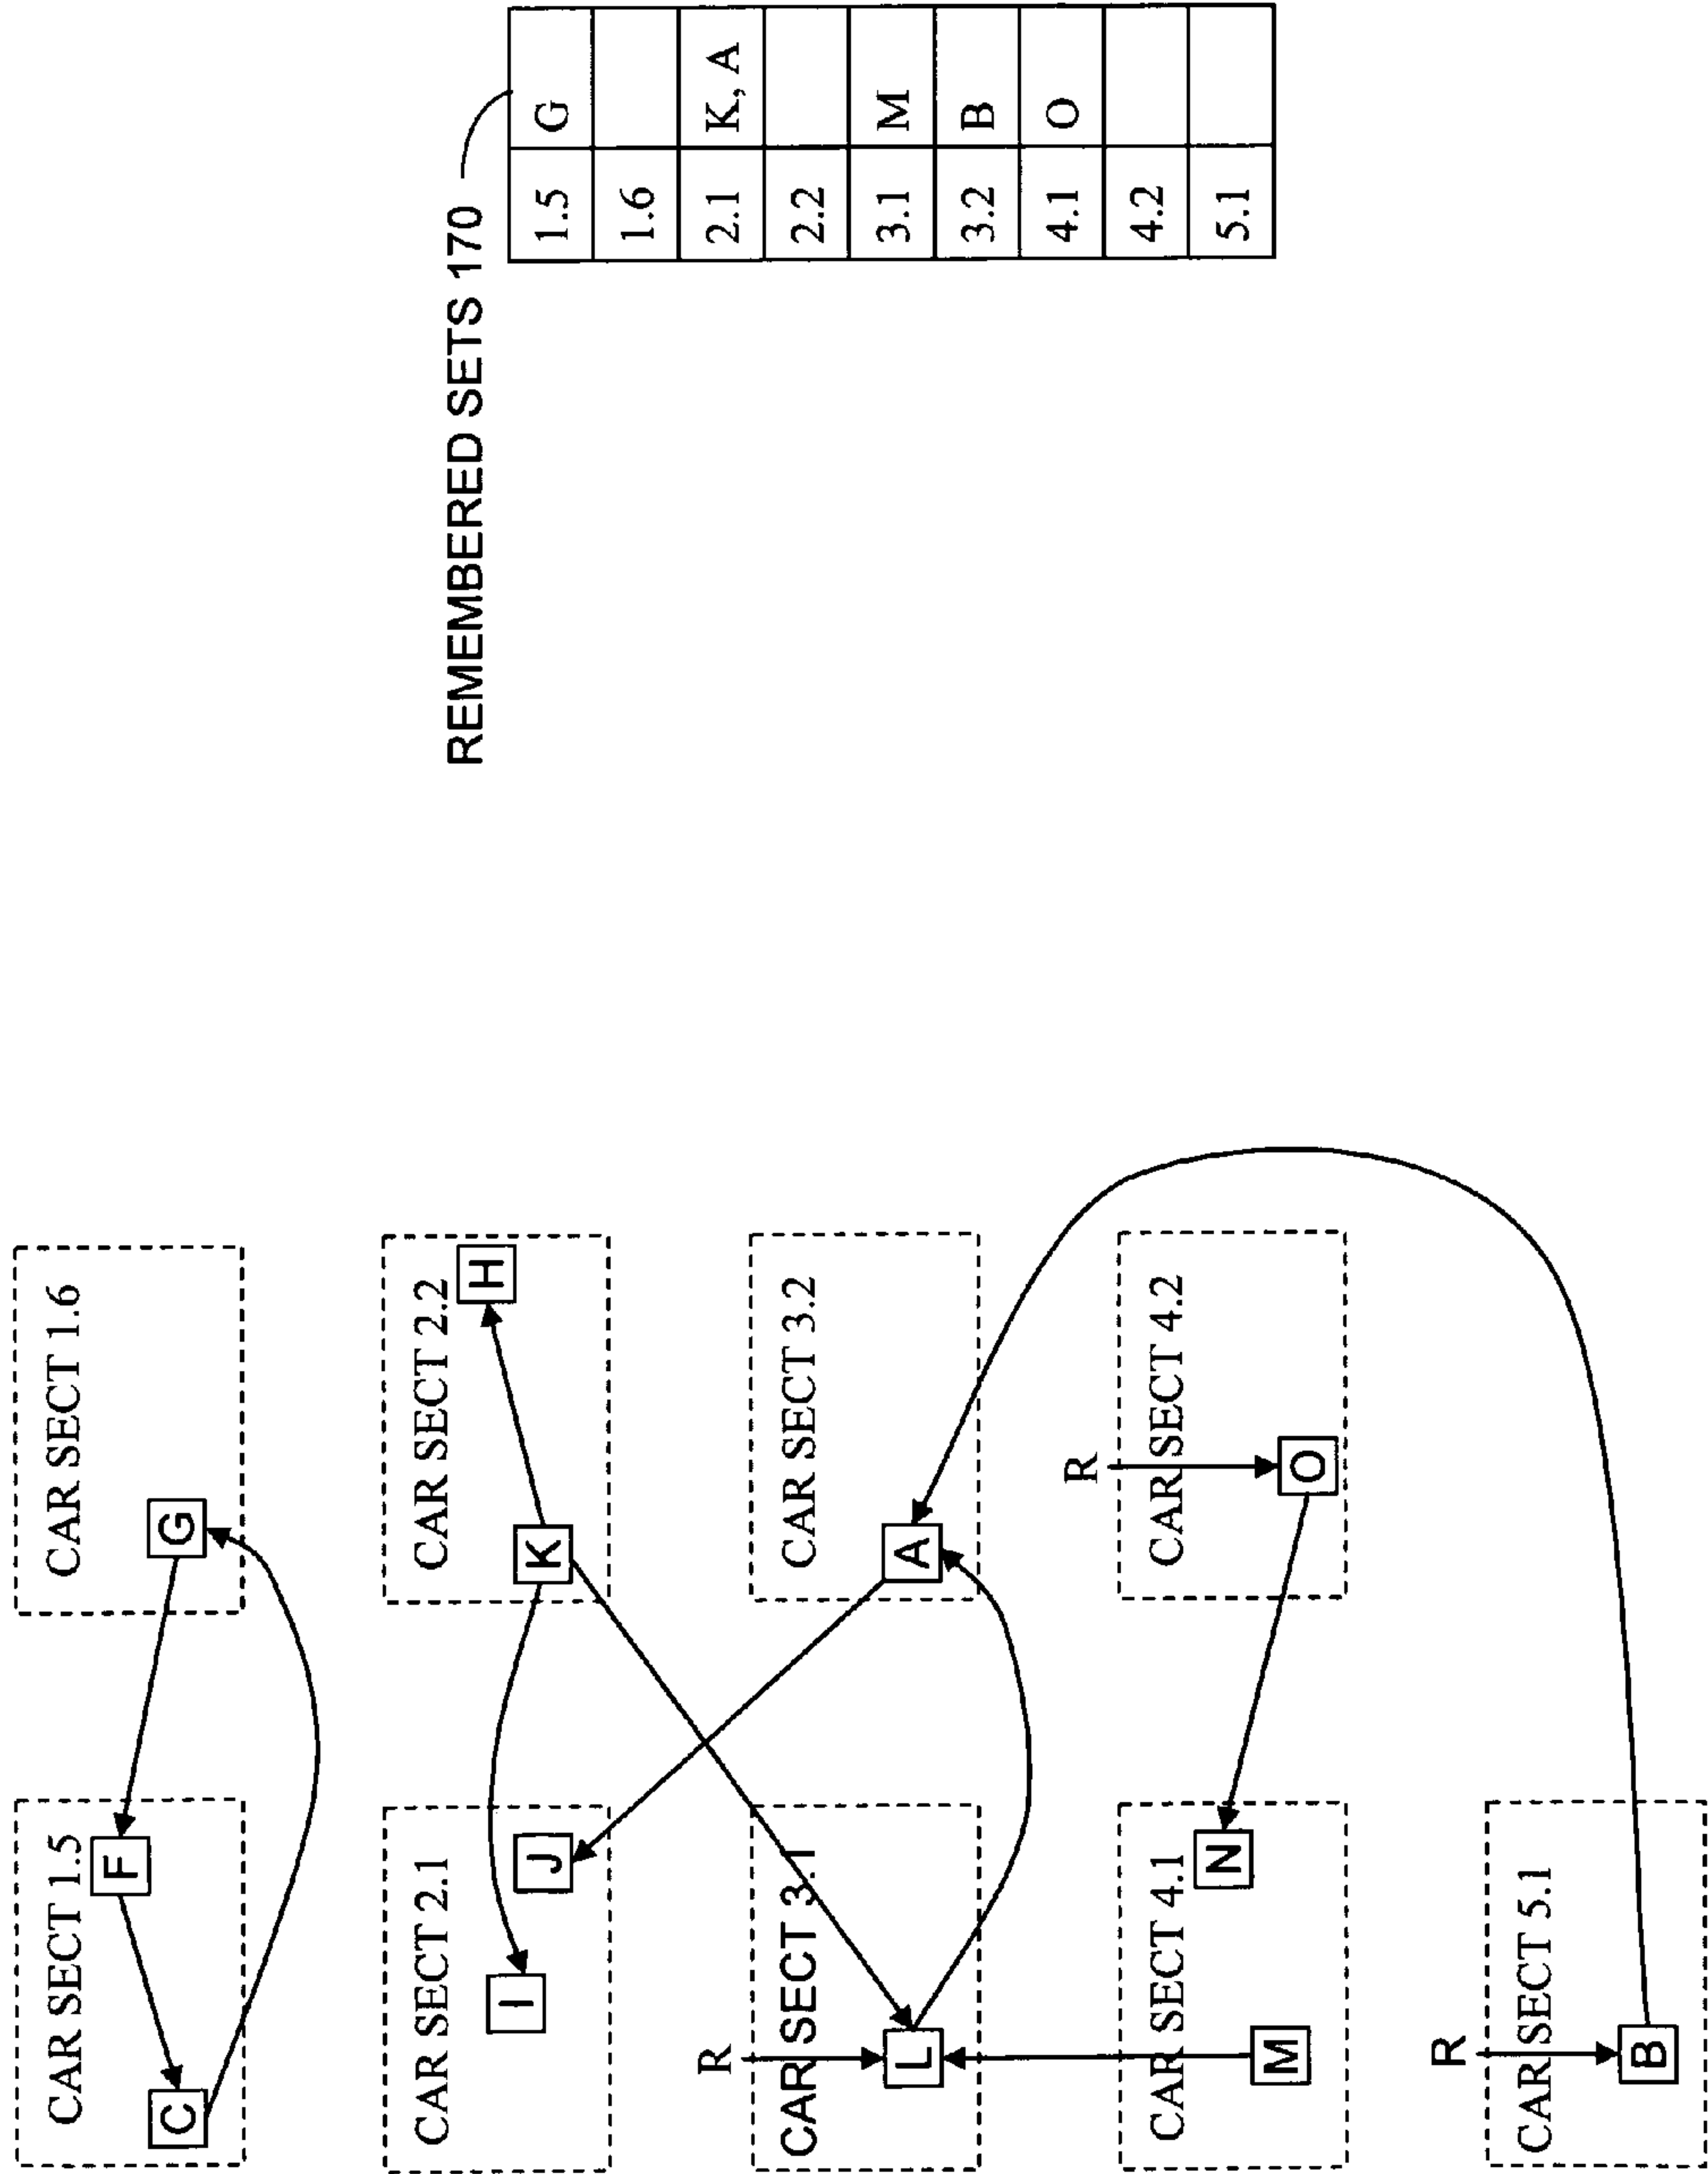 CAR SECT 1.5
F
C
CAR SECT 1.6
G
CAR SECT 2.1
I
J
CAR SECT 2.2
K
H
R
CAR SECT 3.1
L
CAR SECT 3.2
A
CAR SECT 4.1
M
N
R
CAR SECT 4.2
O
R
CAR SECT 5.1
B
REMEMBERED SETS 170
1.5 G
1.6
2.1 K, A
2.2
3.1 M
3.2 B
4.1 O
4.2
5.1